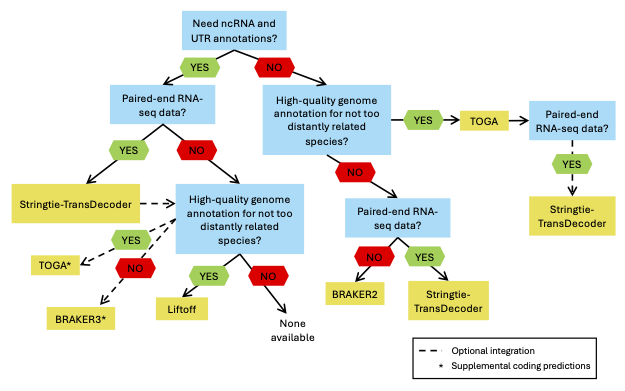 Need ncRNA and
UTR annotations?
YES
NO
Paired-end RNA-
seq data?
High-quality genome
annotation for not too
distantly related
species?
YES
TOGA
Paired-end
RNA-seq data?
YES
NO
YES
NO
Stringtie-TransDecoder
High-quality genome
annotation for not too
distantly related
species?
Paired-end RNA-
seq data?
Stringtie-
TransDecoder
YES
TOGA*
NO
BRAKER3*
YES
NO
Liftoff
None
available
NO
YES
BRAKER2
Stringtie-
TransDecoder
Optional integration
* Supplemental coding predictions